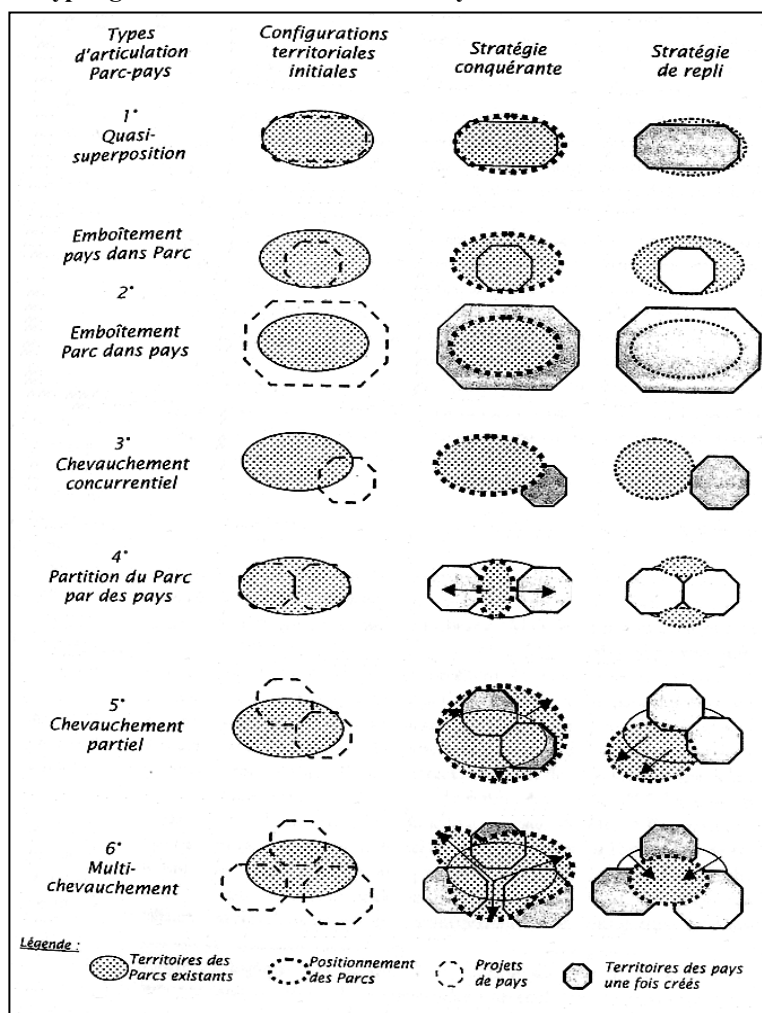 Types
d'articulation
Parc-pays
Configurations
territoriales
initiales
Stratégie
conquérante
Stratégie
de repli
1°
Quasi-
superposition
Emboîtement
pays dans Parc
2°
Emboîtement
Parc dans pays
3°
Chevauchement
concurrentiel
4°
Partition du Parc
par des pays
5°
Chevauchement
partiel
6°
Multi-
chevauchement
Légende :
Territoires des
Parcs existants
Positionnement
des Parcs
Projets
de pays
Territoires des pays
une fois créés